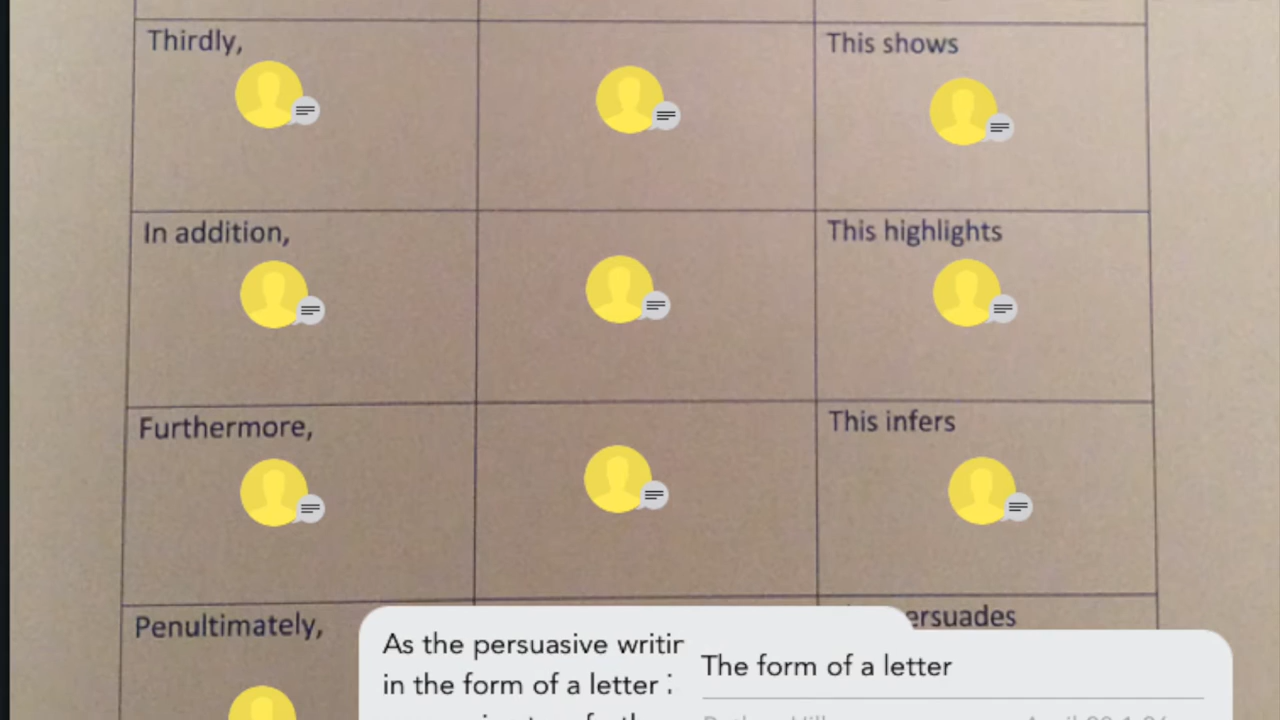 Thirdly,
This shows
In addition,
This highlights
Furthermore,
This infers
Penultimately,
ersuades
As the persuasive writin
in the form of a letter
The form of a letter